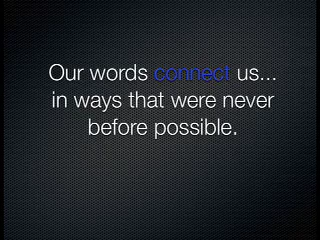 Our words connect us...
in ways that were never
before possible.